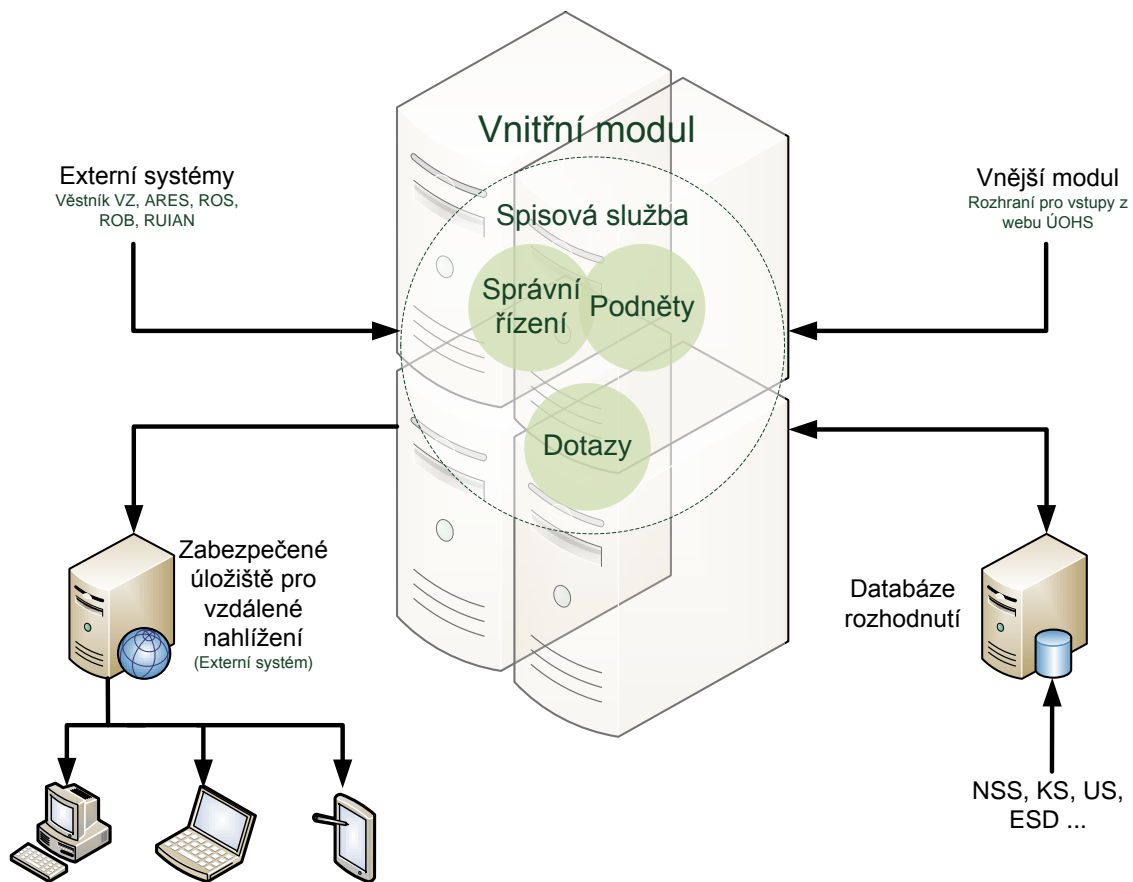 Vnitřní modul
Externí systémy
Věstník VZ, ARES, ROS,
ROB, RUIAN
Vnější modul
Rozhraní pro vstupy z
webu ÚOHS
Spisová služba
Správní
řízení
Podněty
Dotazy
Zabezpečené
úložiště pro
vzdálené
nahlížení
(Externí systém)
Databáze
rozhodnutí
NSS, KS, US,
ESD ...